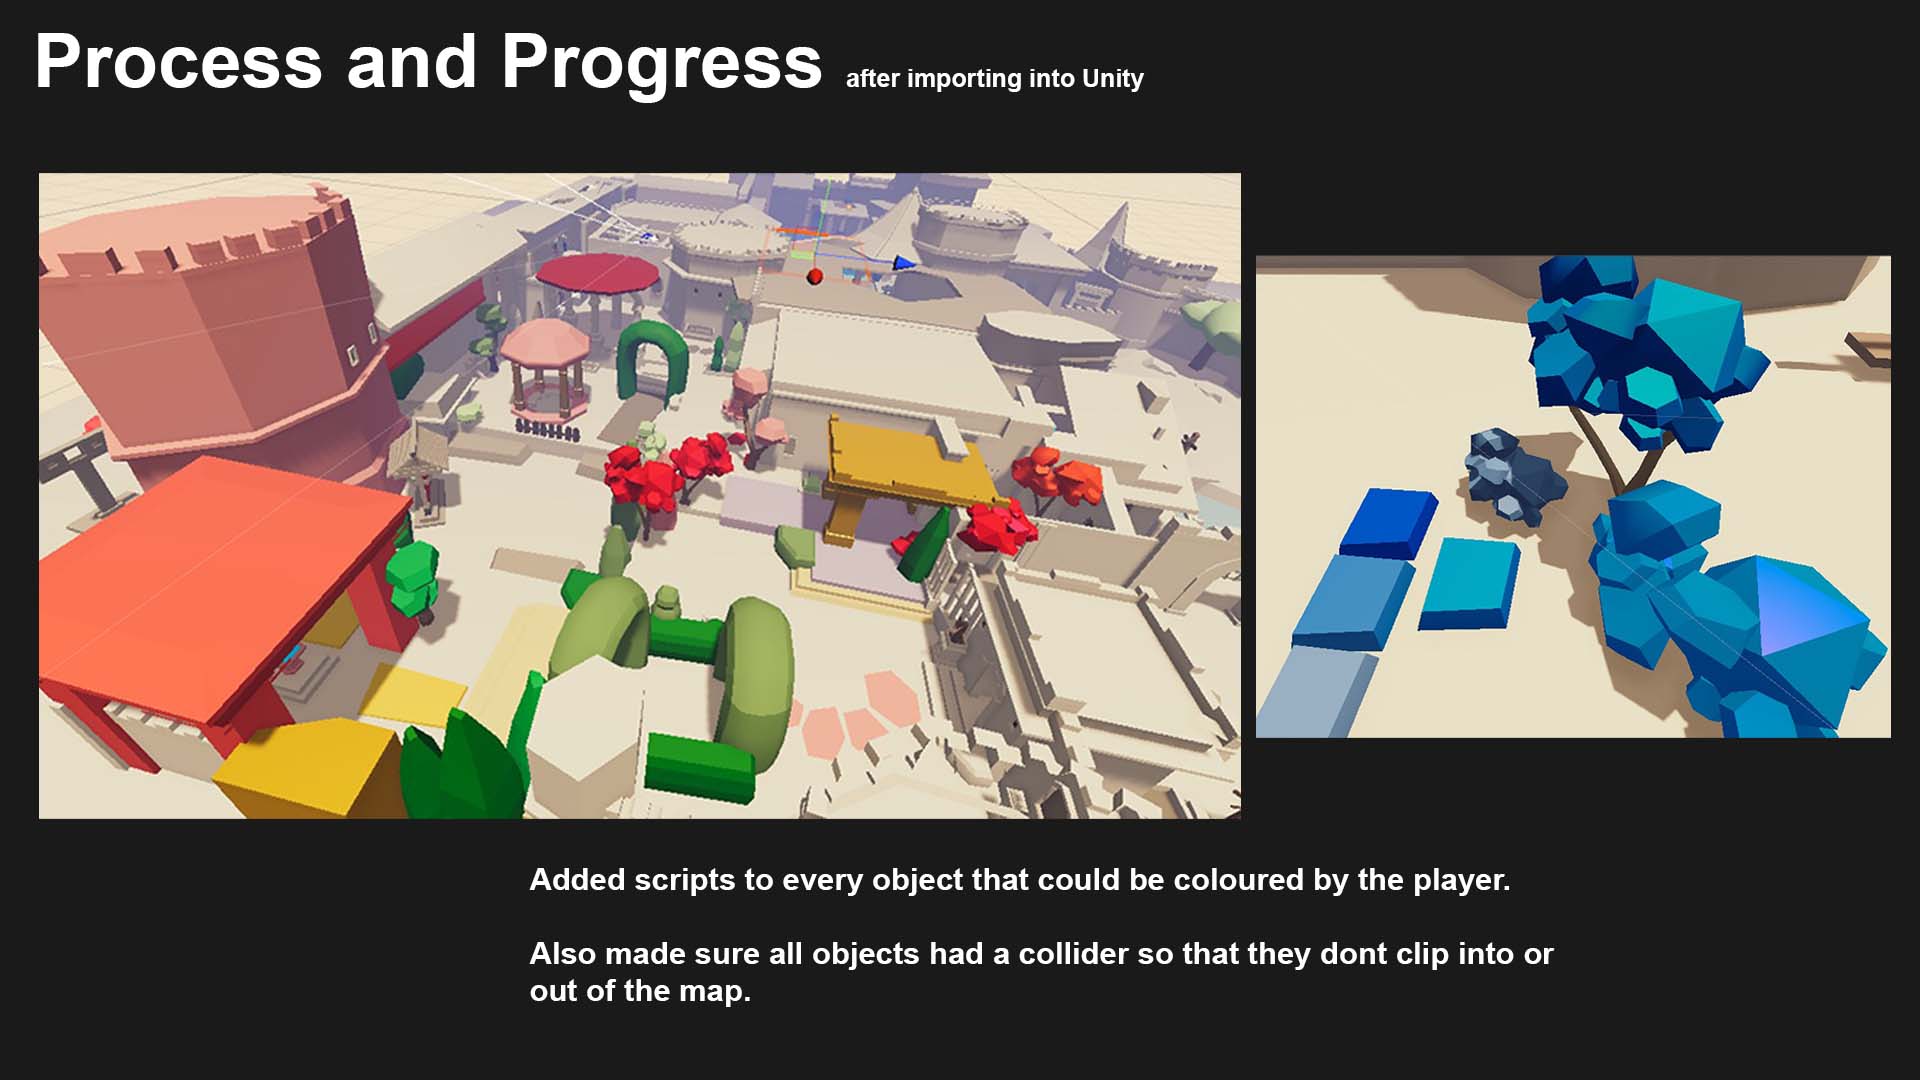 Process and Progress after importing into Unity
Added scripts to every object that could be coloured by the player.
Also made sure all objects had a collider so that they dont clip into or
out of the map.